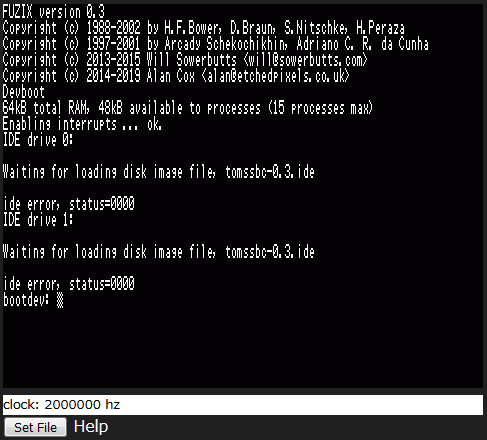 FUZIX version 0.3
Copyright (c) 1988-2002 by H.F.Bower, D.Braun, S.Nitschke, H.Peraza
Copyright (c) 1997-2001 by Arcady Schekochikhin, Adriano C. R. da Cunha
Copyright (c) 2013-2015 Will Sowerbutts <will@sowerbutts.com>
Copyright (c) 2014-2019 Alan Cox <alan@etchedpixels.co.uk>
Devboot
64kB total RAM, 48kB available to processes (15 processes max)
Enabling interrupts ... ok.
IDE drive 0:
Waiting for loading disk image file, tomssbc-0.3.ide
ide error, status=0000
IDE drive 1:
Waiting for loading disk image file, tomssbc-0.3.ide
ide error, status=0000
bootdev:
clock: 2000000 hz
Set File Help